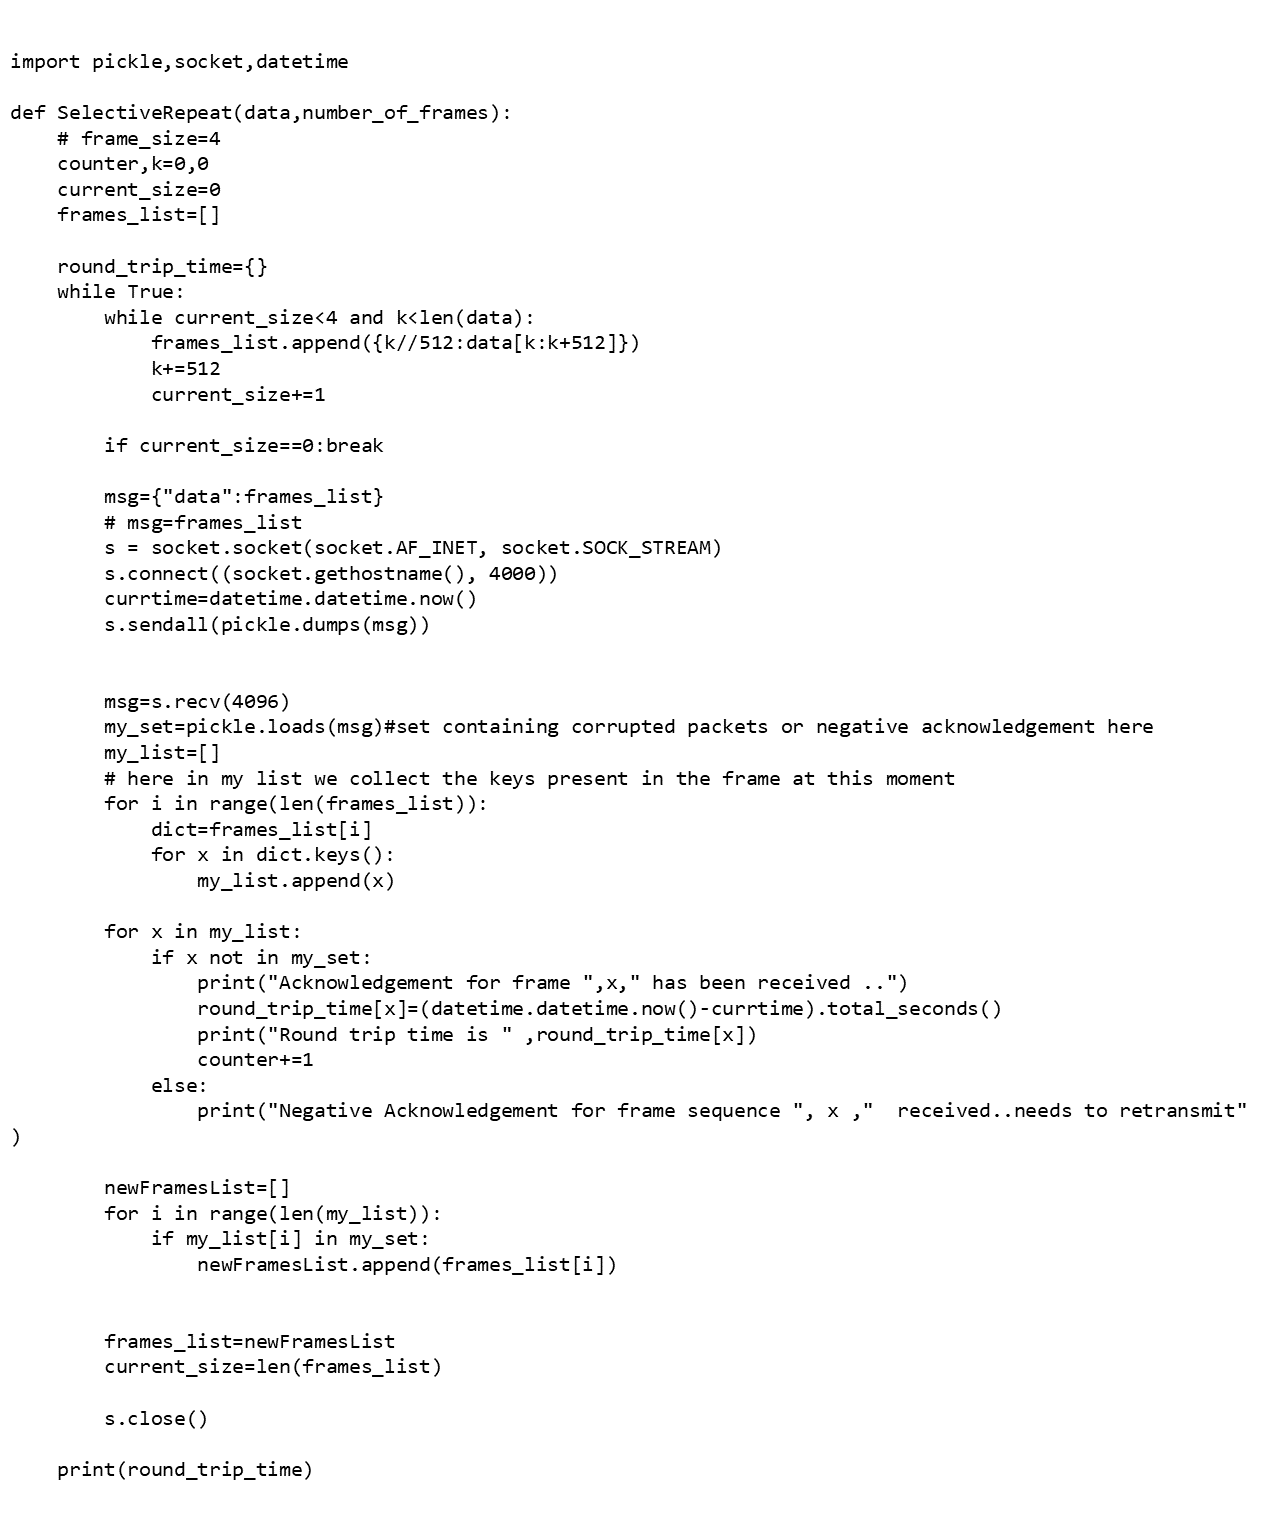 import pickle,socket,datetime

def SelectiveRepeat(data,number_of_frames):
    # frame_size=4
    counter,k=0,0
    current_size=0
    frames_list=[]

    round_trip_time={}
    while True:
        while current_size<4 and k<len(data):
            frames_list.append({k//512:data[k:k+512]})
            k+=512
            current_size+=1

        if current_size==0:break

        msg={"data":frames_list}
        # msg=frames_list
        s = socket.socket(socket.AF_INET, socket.SOCK_STREAM)
        s.connect((socket.gethostname(), 4000))
        currtime=datetime.datetime.now()
        s.sendall(pickle.dumps(msg))


        msg=s.recv(4096)
        my_set=pickle.loads(msg)#set containing corrupted packets or negative acknowledgement here
        my_list=[]
        # here in my list we collect the keys present in the frame at this moment
        for i in range(len(frames_list)):
            dict=frames_list[i]
            for x in dict.keys():
                my_list.append(x)

        for x in my_list:
            if x not in my_set:
                print("Acknowledgement for frame ",x," has been received ..")
                round_trip_time[x]=(datetime.datetime.now()-currtime).total_seconds()
                print("Round trip time is " ,round_trip_time[x])
                counter+=1
            else:
                print("Negative Acknowledgement for frame sequence ", x ,"  received..needs to retransmit"
)

        newFramesList=[]
        for i in range(len(my_list)):
            if my_list[i] in my_set:
                newFramesList.append(frames_list[i])


        frames_list=newFramesList
        current_size=len(frames_list)

        s.close()

    print(round_trip_time)